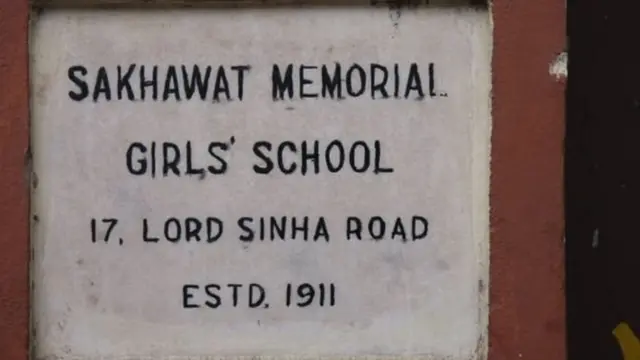 SAKHAWAT MEMORIAL
GIRLS' SCHOOL
17, LORD SINHA ROAD
ESTD. 1911